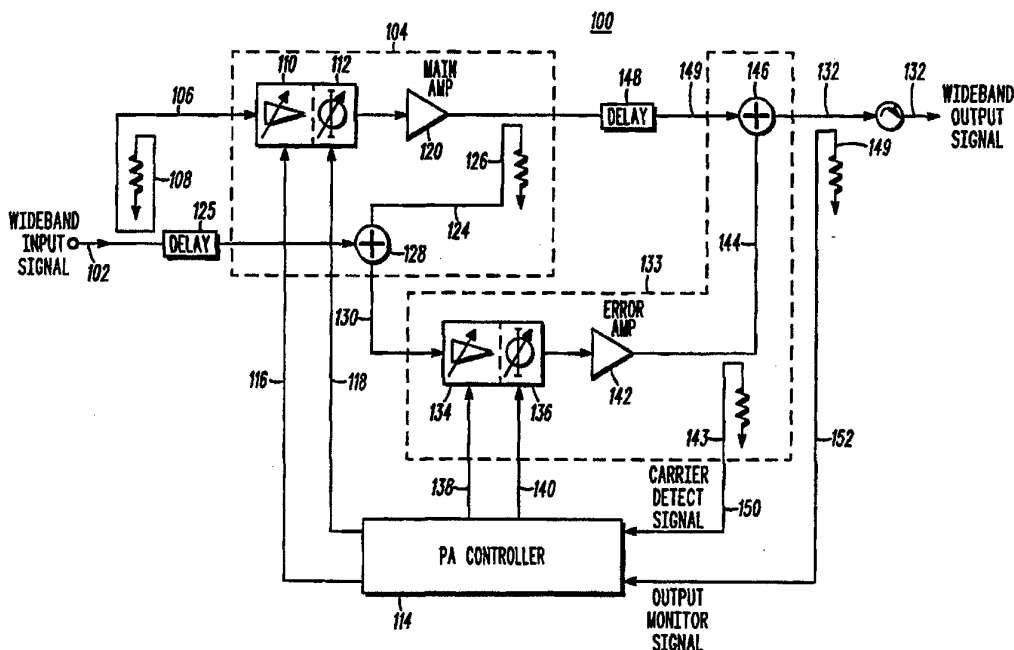 100
104
110
112
MAIN
AMP
106
120
148
DELAY
149
146
132
132
WIDEBAND
OUTPUT
SIGNAL
126
149
108
125
DELAY
WIDEBAND
INPUT
SIGNAL
102
124
128
144
130
133
ERROR
AMP
116
118
134
136
142
143
152
138
140
CARRIER
DETECT
SIGNAL
150
PA CONTROLLER
114
OUTPUT
MONITOR
SIGNAL